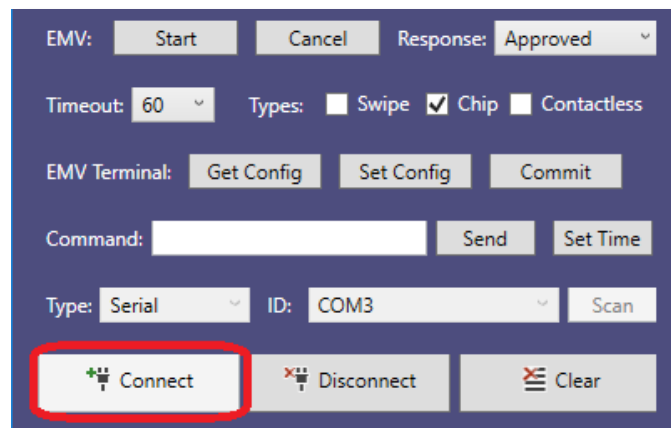 EMV: Start Cancel Response: Approved
Timeout: 60 Types: Swipe Chip Contactless
EMV Terminal: Get Config Set Config Commit
Command: Send Set Time
Type: Serial ID: COM3 Scan
Connect Disconnect Clear